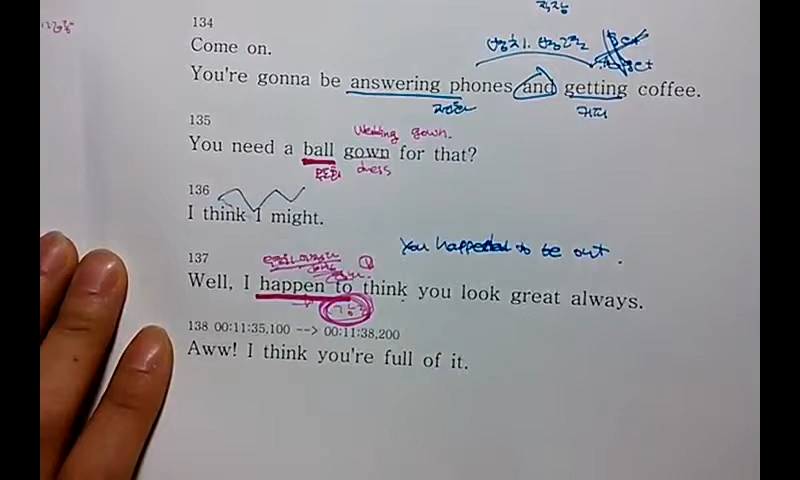 134
Come on.
You're gonna be answering phones and getting coffee.
커피
135
Wedding gown.
You need a ball gown for that?
dress
136
I think I might.
You happened to be out.
137
Well, I happen to think you look great always.
138 00:11:35,100 --> 00:11:38,200
Aww! I think you're full of it.